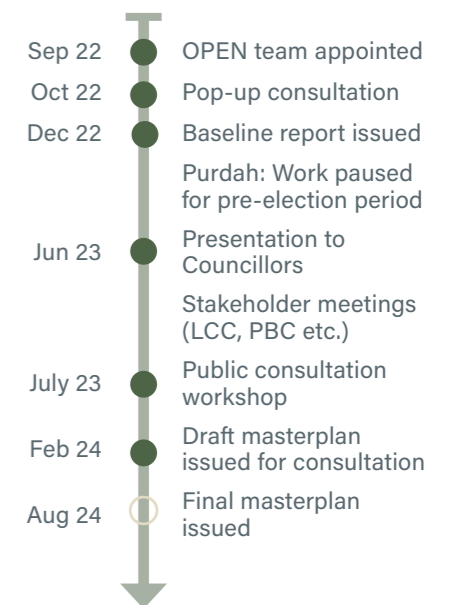 Sep 22 OPEN team appointed
Oct 22 Pop-up consultation
Dec 22 Baseline report issued
Purdah: Work paused
for pre-election period
Jun 23 Presentation to
Councillors
Stakeholder meetings
(LCC, PBC etc.)
July 23 Public consultation
workshop
Feb 24 Draft masterplan
issued for consultation
Aug 24 Final masterplan
issued